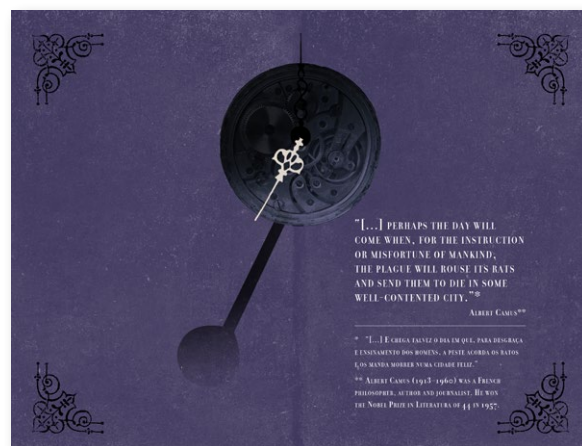 "[...] PERHAPS THE DAY WILL
COME WHEN, FOR THE INSTRUCTION
OR MISFORTUNE OF MANKIND,
THE PLAGUE WILL ROUSE ITS RATS
AND SEND THEM TO DIE IN SOME
WELL-CONTENTED CITY."*
ALBERT CAMUS**
* "[...] E CHEGA TALVEZ O DIA EM QUE, PARA DESGRAÇA
E ENSINAMENTO DOS HOMENS, A PESTE ACORDA OS RATOS
E OS MANDA MORRER NUMA CIDADE FELIZ."
** ALBERT CAMUS (1913–1960) WAS A FRENCH
PHILOSOPHER, AUTHOR AND JOURNALIST. HE WON
THE NOBEL PRIZE IN LITERATURA OF 44 IN 1957.